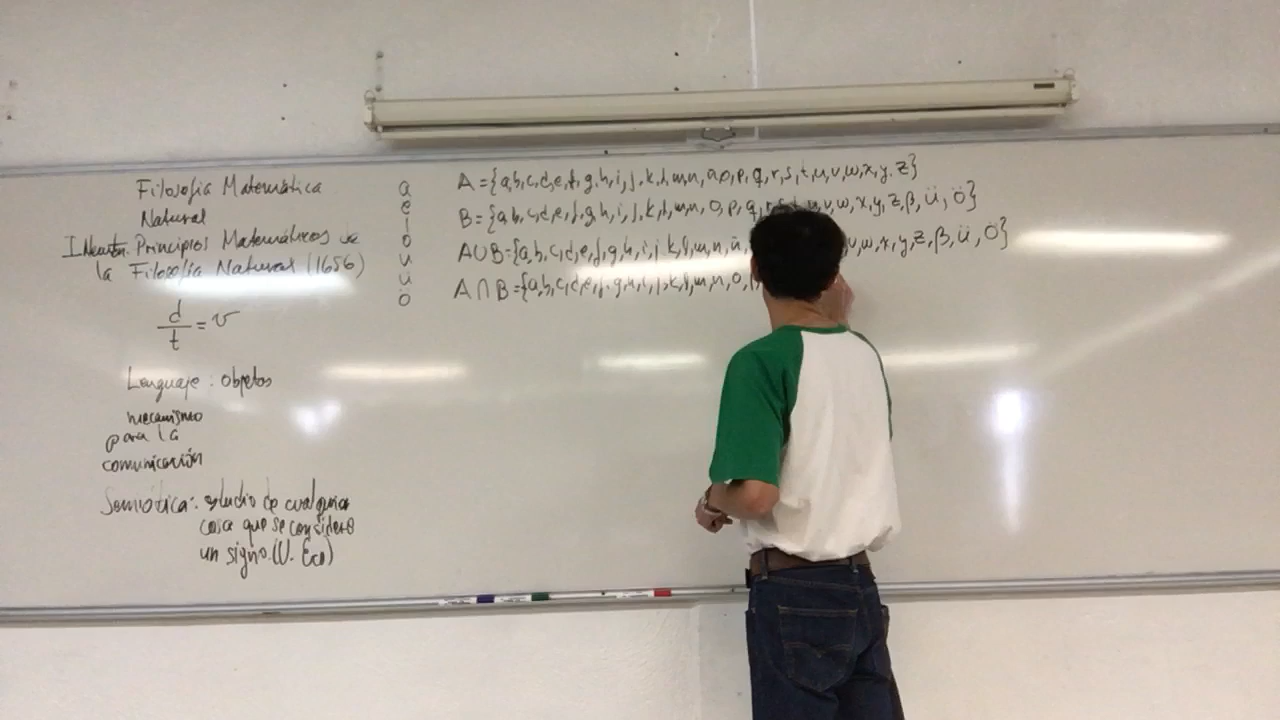 Filosofía Matemática
Natural
I. Newton. Principios Matemáticos de
la Filosofía Natural (1656)
d/t = v
Lenguaje : objetos
mecanismo
para la
comunicación
Semiótica: estudio de cualquier
cosa que se considere
un signo. (U. Eco)
a
e
i
o
u
ü
ö
A = {a,b,c,d,e,f,g,h,i,j,k,l,m,n,ñ,o,p,q,r,s,t,u,v,w,x,y,z}
B = {a,b,c,d,e,f,g,h,i,j,k,l,m,n,o,p,q,r,s,t,u,v,w,x,y,z,β,ü,ö}
A∪B={a,b,c,d,e,f,g,h,i,j,k,l,m,n,ñ, v,w,x,y,z,β,ü,ö}
A∩B={a,b,c,d,e,f,g,h,i,j,k,l,m,n,o,